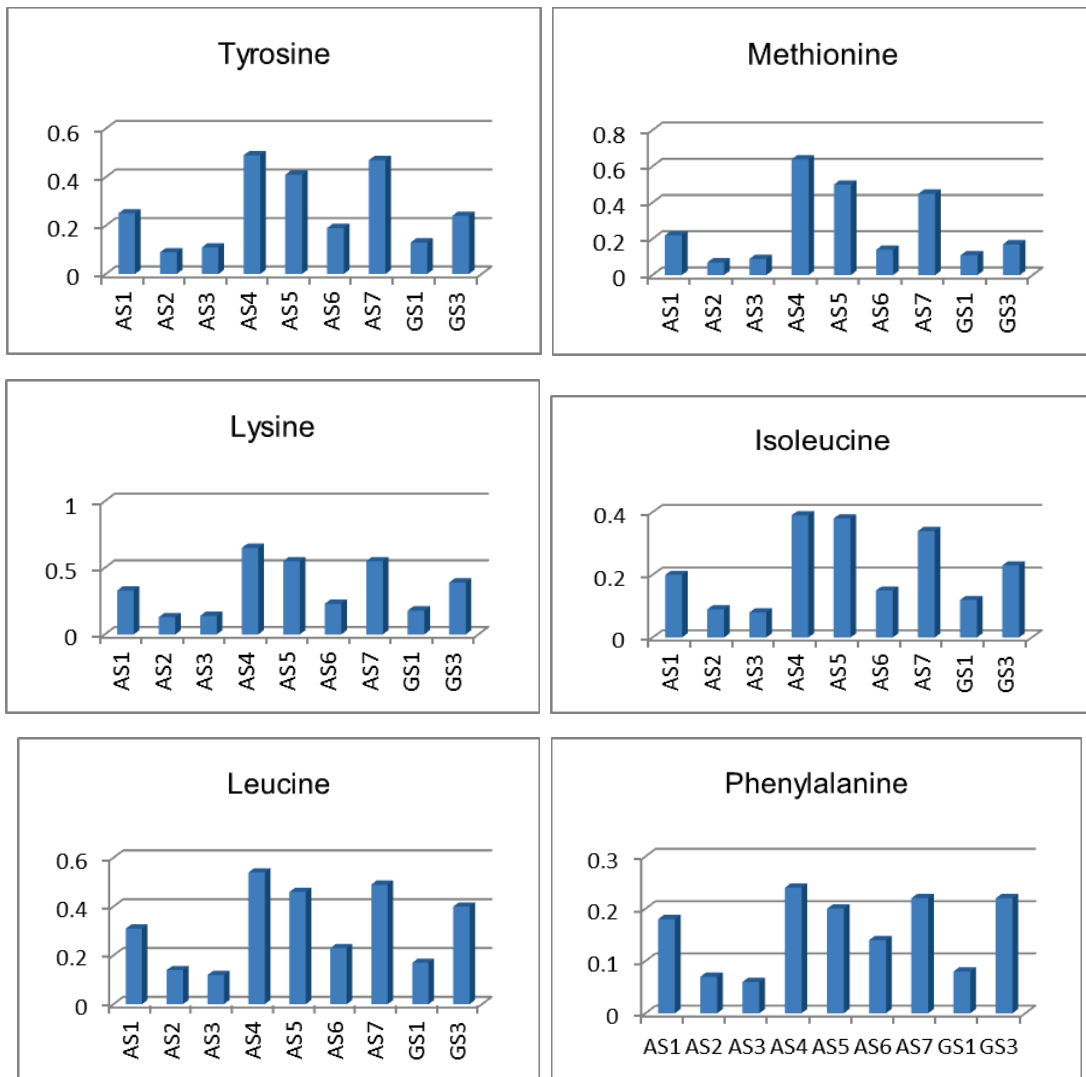 Tyrosine
0.6
0.4
0.2
0
AS1 AS2 AS3 AS4 AS5 AS6 AS7 GS1 GS3
Methionine
0.8
0.6
0.4
0.2
0
AS1 AS2 AS3 AS4 AS5 AS6 AS7 GS1 GS3
Lysine
1
0.5
0
AS1 AS2 AS3 AS4 AS5 AS6 AS7 GS1 GS3
Isoleucine
0.4
0.2
0
AS1 AS2 AS3 AS4 AS5 AS6 AS7 GS1 GS3
Leucine
0.6
0.4
0.2
0
AS1 AS2 AS3 AS4 AS5 AS6 AS7 GS1 GS3
Phenylalanine
0.3
0.2
0.1
0
AS1 AS2 AS3 AS4 AS5 AS6 AS7 GS1 GS3